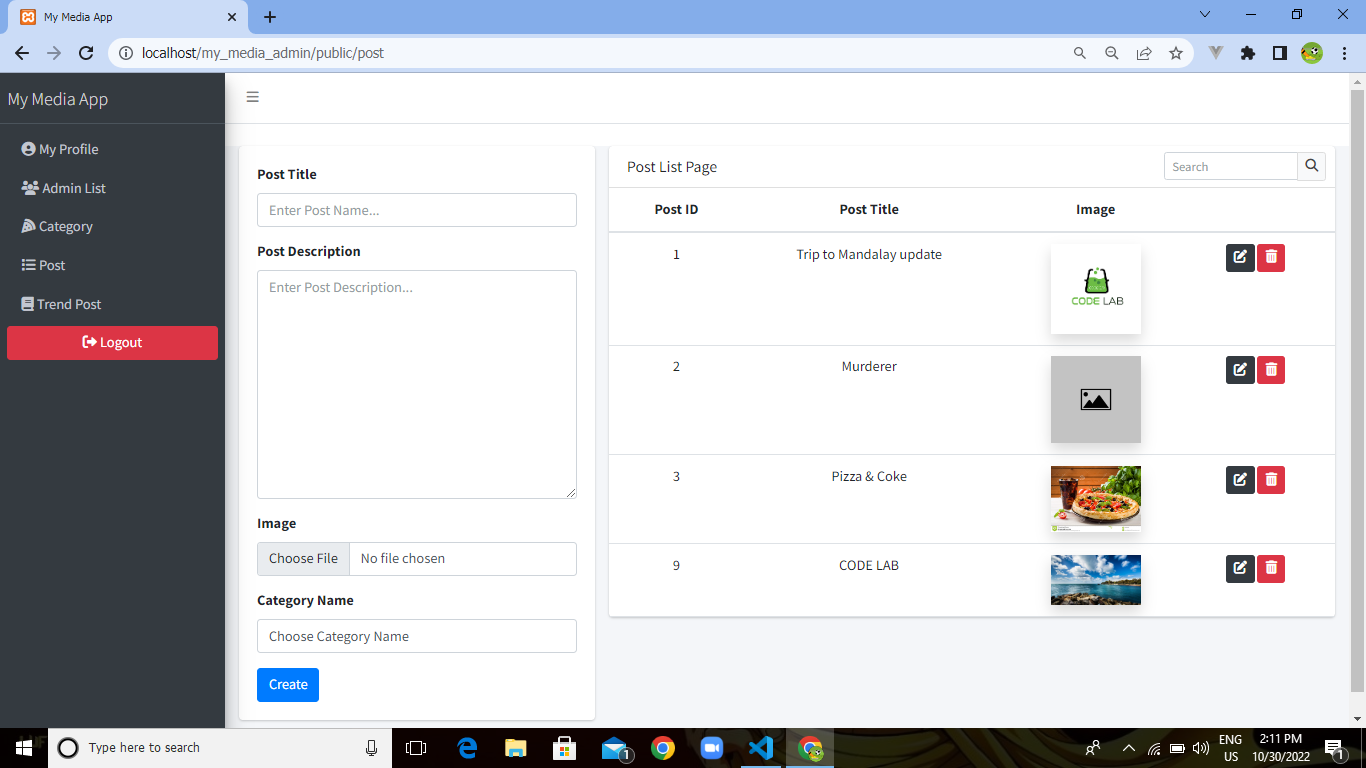 My Media App
localhost/my_media_admin/public/post
My Media App
My Profile
Admin List
Category
Post
Trend Post
Logout
Post Title
Enter Post Name...
Post Description
Enter Post Description...
Image
Choose File No file chosen
Category Name
Choose Category Name
Create
Post List Page
Search
Post ID Post Title Image
1 Trip to Mandalay update
CODE LAB
2 Murderer
3 Pizza & Coke
9 CODE LAB
Type here to search
1
ENG
US
2:11 PM
10/30/2022
1